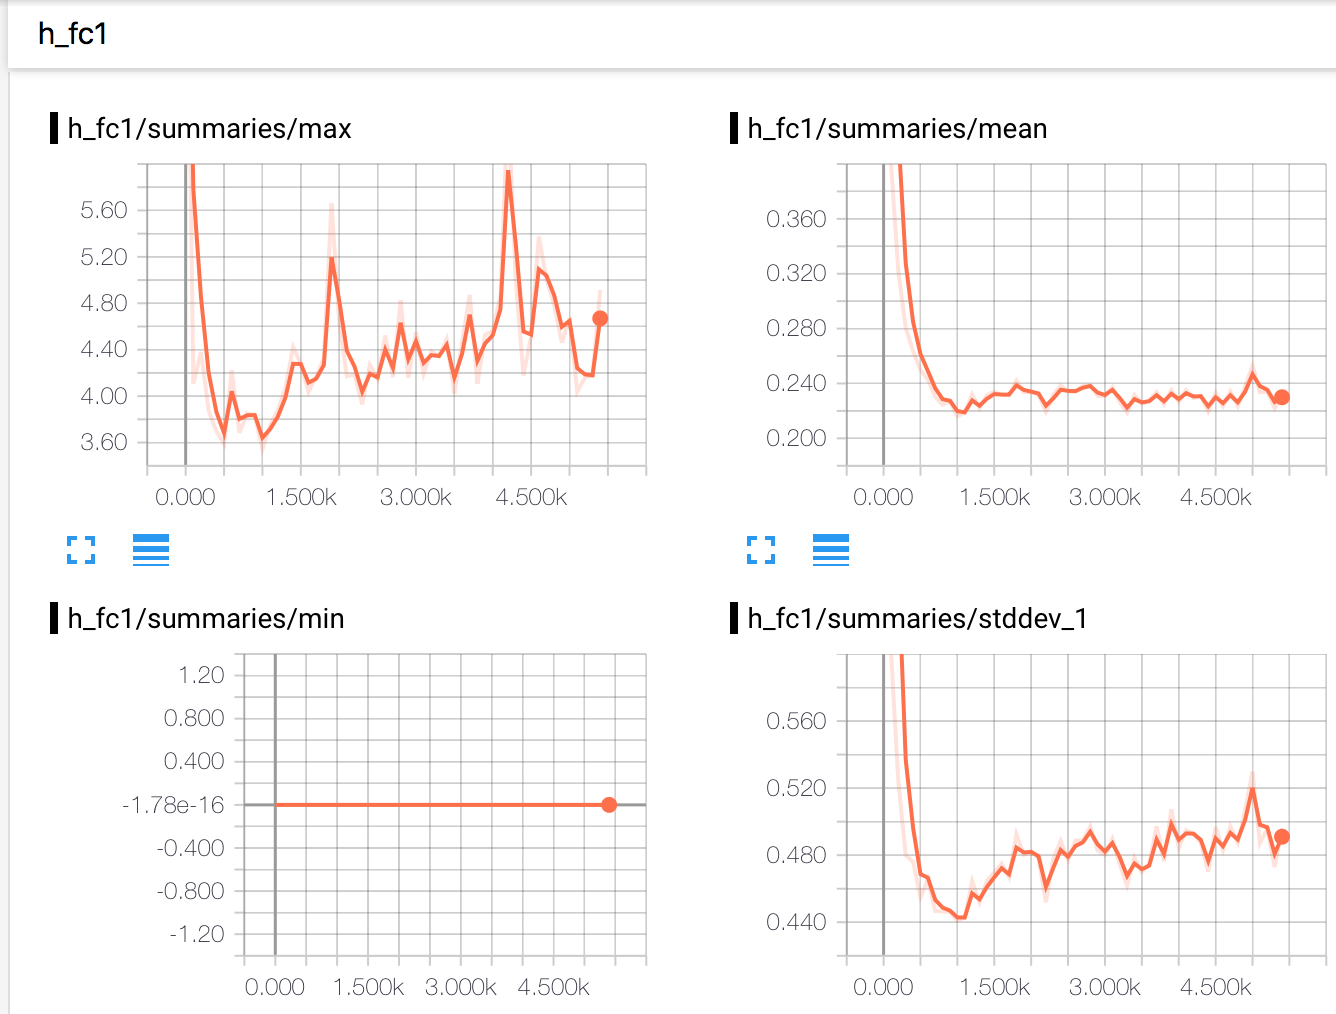 h_fc1
h_fc1/summaries/max
5.60
5.20
4.80
4.40
4.00
3.60
0.000 1.500k 3.000k 4.500k
h_fc1/summaries/mean
0.360
0.320
0.280
0.240
0.200
0.000 1.500k 3.000k 4.500k
h_fc1/summaries/min
1.20
0.800
0.400
-1.78e-16
-0.400
-0.800
-1.20
0.000 1.500k 3.000k 4.500k
h_fc1/summaries/stddev_1
0.560
0.520
0.480
0.440
0.000 1.500k 3.000k 4.500k